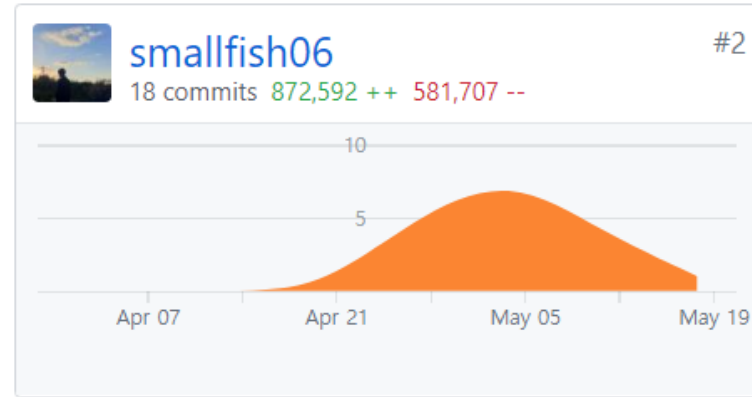 smallfish06
#2
18 commits 872,592 ++ 581,707 --
10
5
Apr 07 Apr 21 May 05 May 19